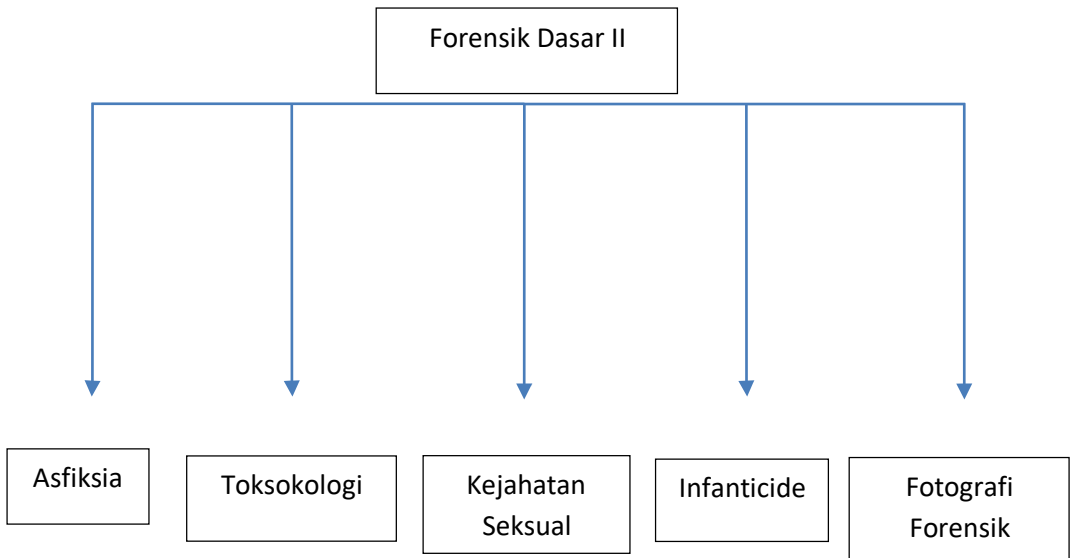 Forensik Dasar II
Asfiksia
Toksokologi
Kejahatan
Seksual
Infanticide
Fotografi
Forensik